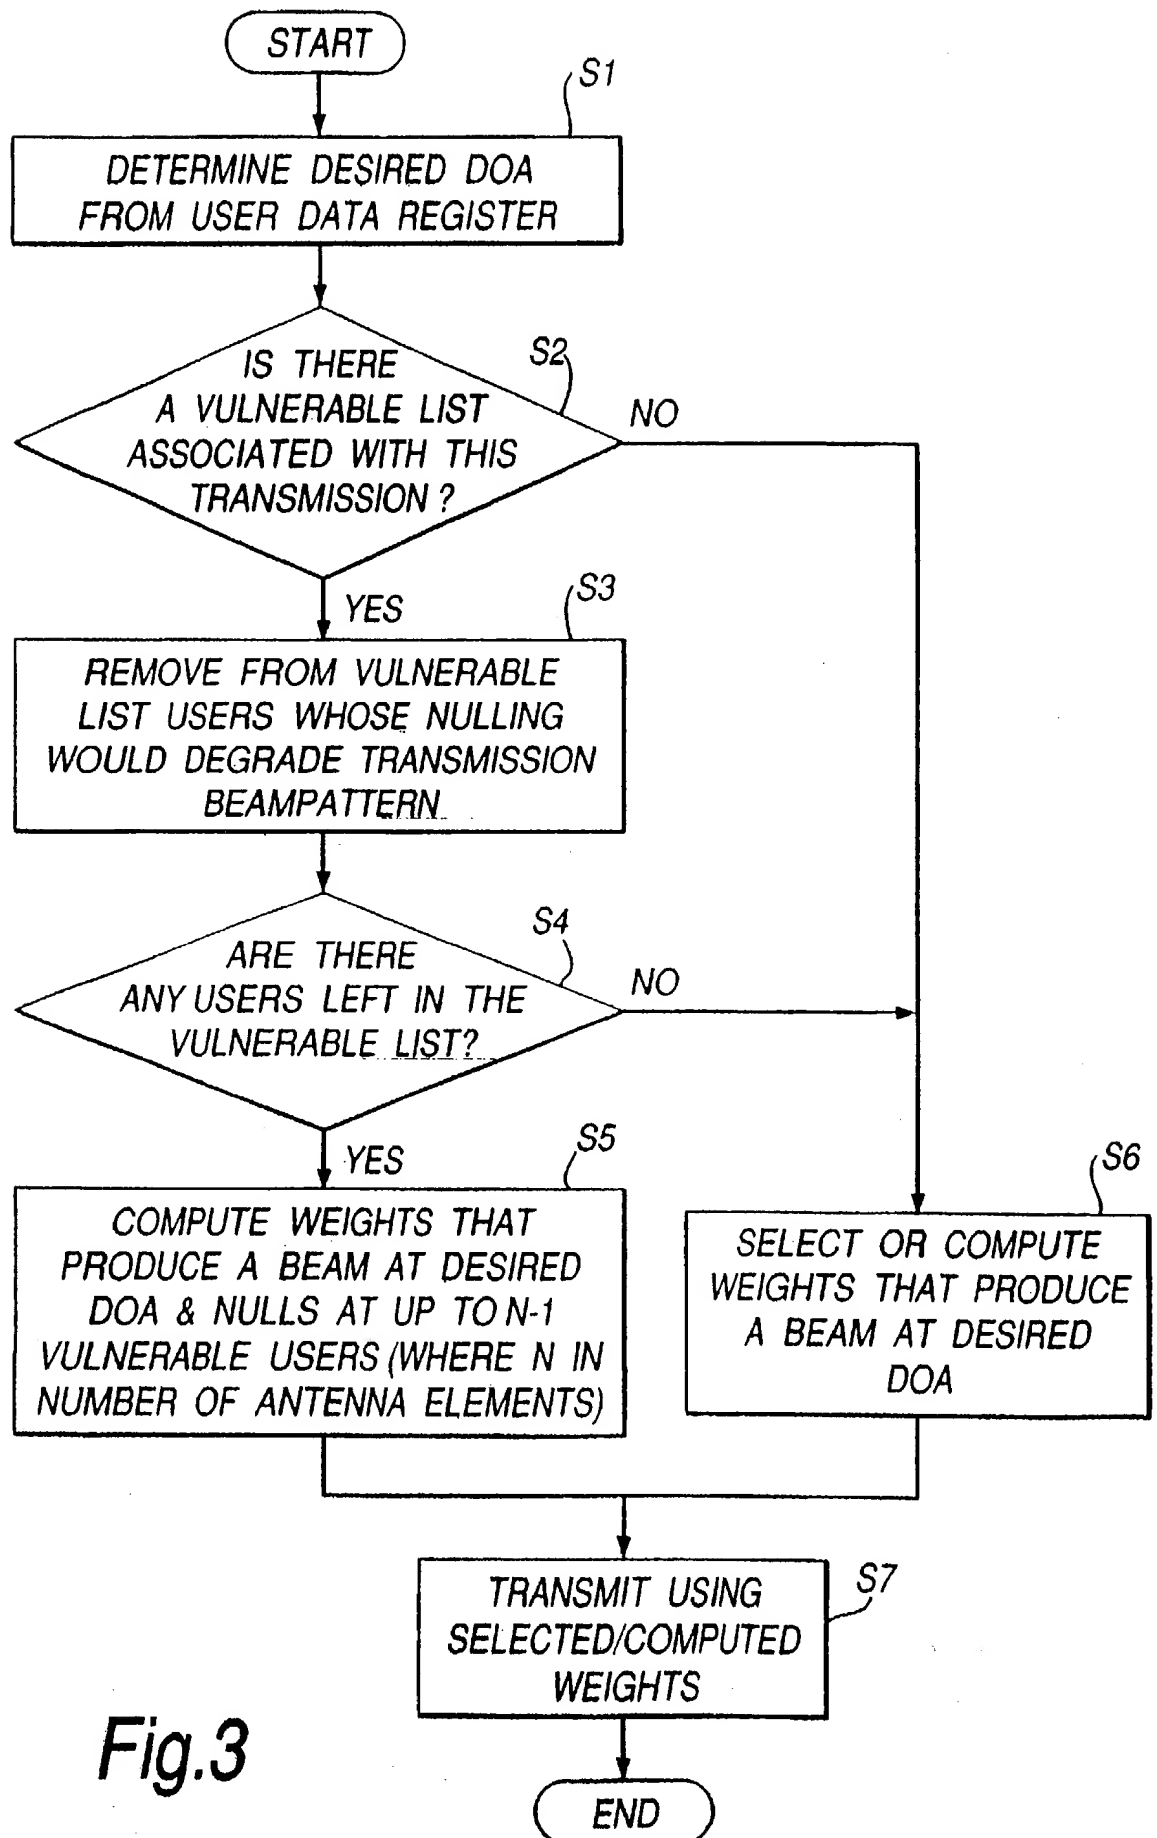 START
S1
DETERMINE DESIRED DOA
FROM USER DATA REGISTER
S2
IS THERE
A VULNERABLE LIST
ASSOCIATED WITH THIS
TRANSMISSION?
NO
YES
S3
REMOVE FROM VULNERABLE
LIST USERS WHOSE NULLING
WOULD DEGRADE TRANSMISSION
BEAMPATTERN
S4
ARE THERE
ANY USERS LEFT IN THE
VULNERABLE LIST?
NO
YES
S5
COMPUTE WEIGHTS THAT
PRODUCE A BEAM AT DESIRED
DOA & NULLS AT UP TO N-1
VULNERABLE USERS (WHERE N IN
NUMBER OF ANTENNA ELEMENTS)
S6
SELECT OR COMPUTE
WEIGHTS THAT PRODUCE
A BEAM AT DESIRED
DOA
S7
TRANSMIT USING
SELECTED/COMPUTED
WEIGHTS
END
Fig.3